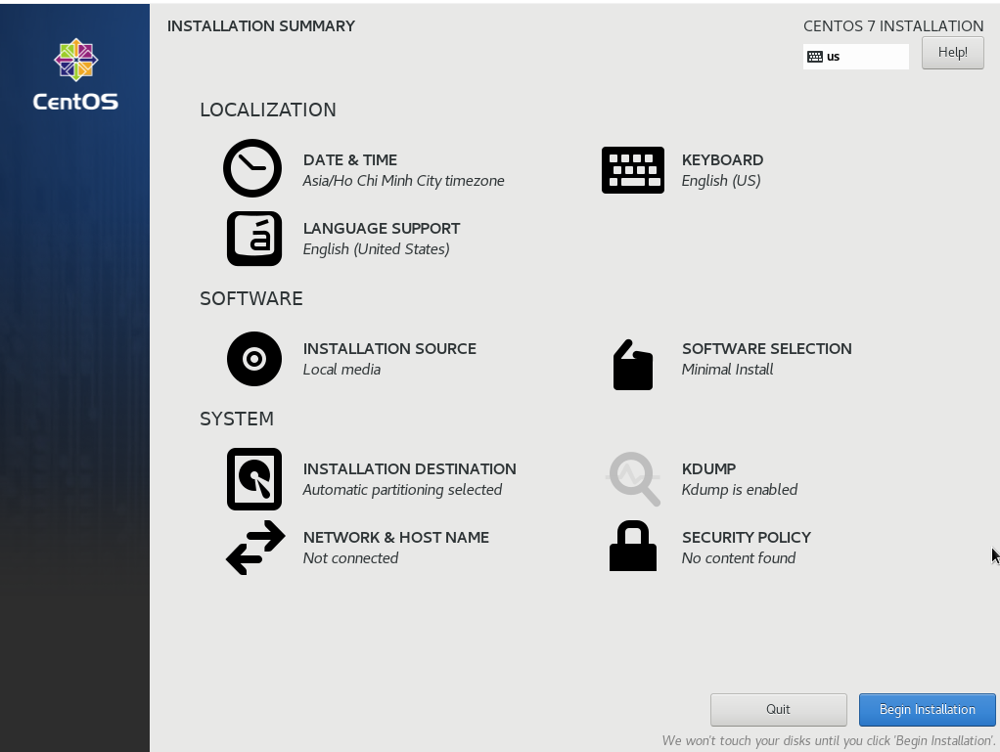 INSTALLATION SUMMARY
CENTOS 7 INSTALLATION
us
Help!
CentOS
LOCALIZATION
DATE & TIME
Asia/Ho Chi Minh City timezone
KEYBOARD
English (US)
LANGUAGE SUPPORT
English (United States)
SOFTWARE
INSTALLATION SOURCE
Local media
SOFTWARE SELECTION
Minimal Install
SYSTEM
INSTALLATION DESTINATION
Automatic partitioning selected
KDUMP
Kdump is enabled
NETWORK & HOST NAME
Not connected
SECURITY POLICY
No content found
Quit
Begin Installation
We won't touch your disks until you click 'Begin Installation'.